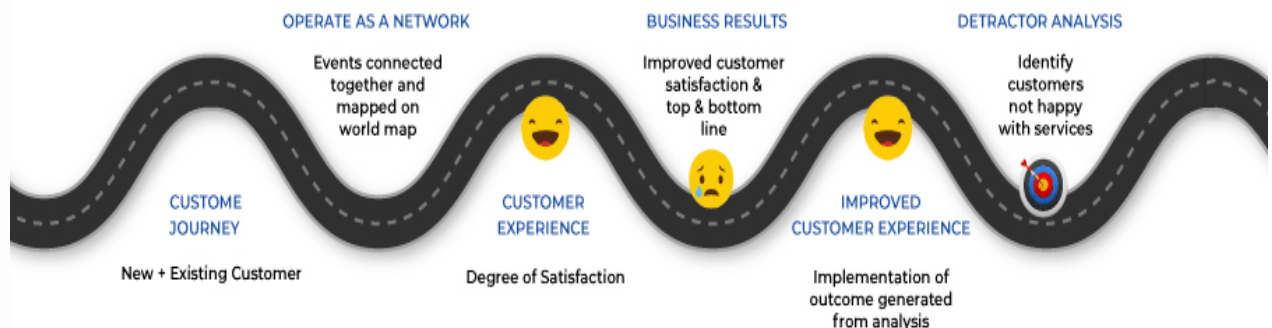 OPERATE AS A NETWORK
Events connected
together and
mapped on
world map
BUSINESS RESULTS
Improved customer
satisfaction &
top & bottom
line
DETRACTOR ANALYSIS
Identify
customers
not happy
with services
CUSTOME
JOURNEY
New + Existing Customer
CUSTOMER
EXPERIENCE
Degree of Satisfaction
IMPROVED
CUSTOMER EXPERIENCE
Implementation of
outcome generated
from analysis